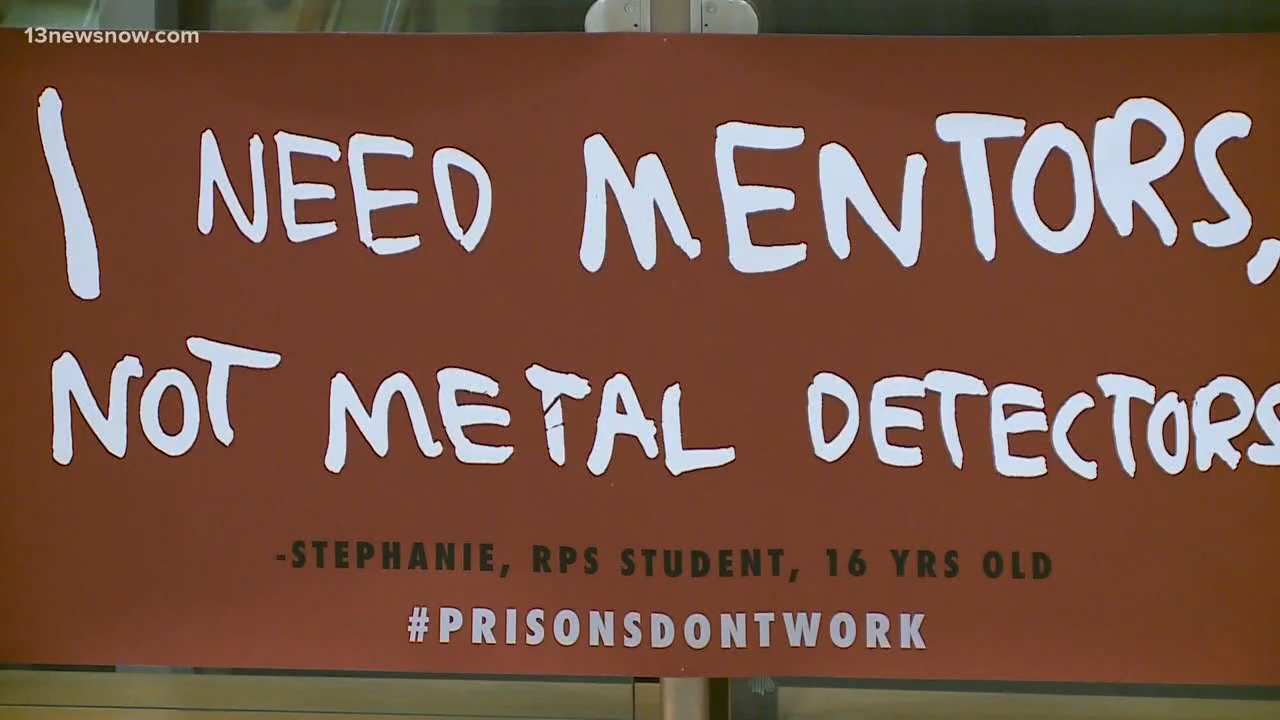 13newsnow.com
I NEED MENTORS,
NOT METAL DETECTORS
-STEPHANIE, RPS STUDENT, 16 YRS OLD
#PRISONSDONTWORK